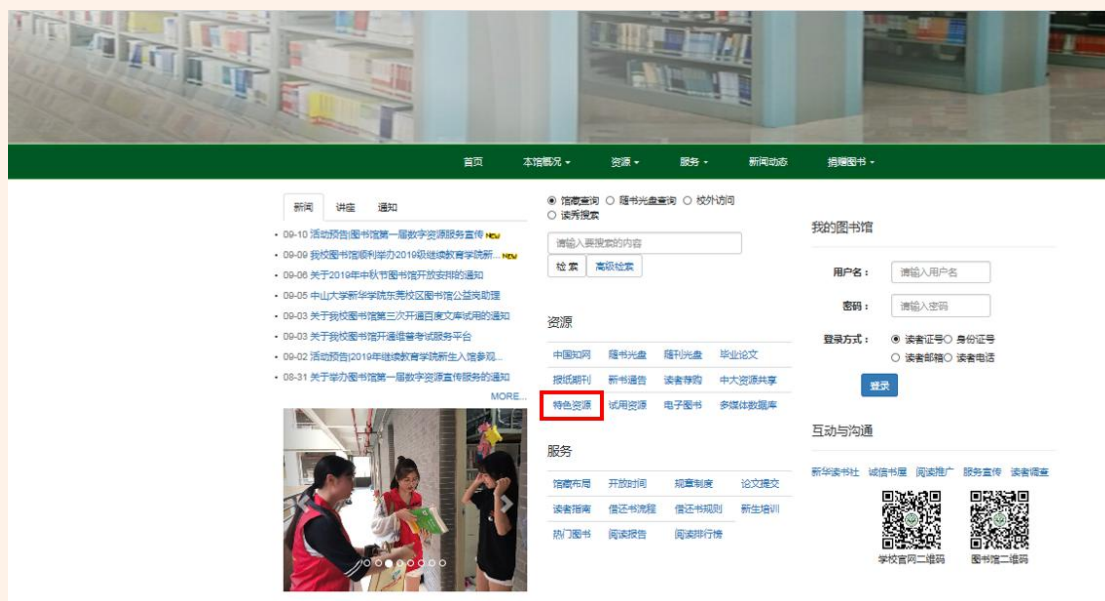 首页 本馆概况 资源 服务 新闻动态 捐赠图书
新闻 讲座 通知
09-10 活动预告|图书馆第一届数字资源服务宣传 NEW
09-09 我校图书馆顺利举办2019级继续教育学院新... NEW
09-06 关于2019年中秋节图书馆开放安排的通知
09-05 中山大学新华学院东莞校区图书馆公益岗助理
09-03 关于我校图书馆第三次开通百度文库试用的通知
09-03 关于我校图书馆开通维普考试服务平台
09-02 活动预告|2019年继续教育学院新生入馆参观...
08-31 关于举办图书馆第一届数字资源宣传服务的通知
MORE...
馆藏查询 随书光盘查询 校外访问
读秀搜索
请输入要搜索的内容
检 索 高级检索
资源
中国知网 随书光盘 随刊光盘 毕业论文
报纸期刊 新书通告 读者荐购 中大资源共享
特色资源 试用资源 电子图书 多媒体数据库
服务
馆藏布局 开放时间 规章制度 论文提交
读者指南 借还书流程 借还书规则 新生培训
热门图书 阅读报告 阅读排行榜
我的图书馆
用户名： 请输入用户名
密码： 请输入密码
登录方式： 读者证号 身份证号
读者邮箱 读者电话
登录
互动与沟通
新华读书社 诚信书屋 阅读推广 服务宣传 读者调查
学校官网二维码 图书馆二维码